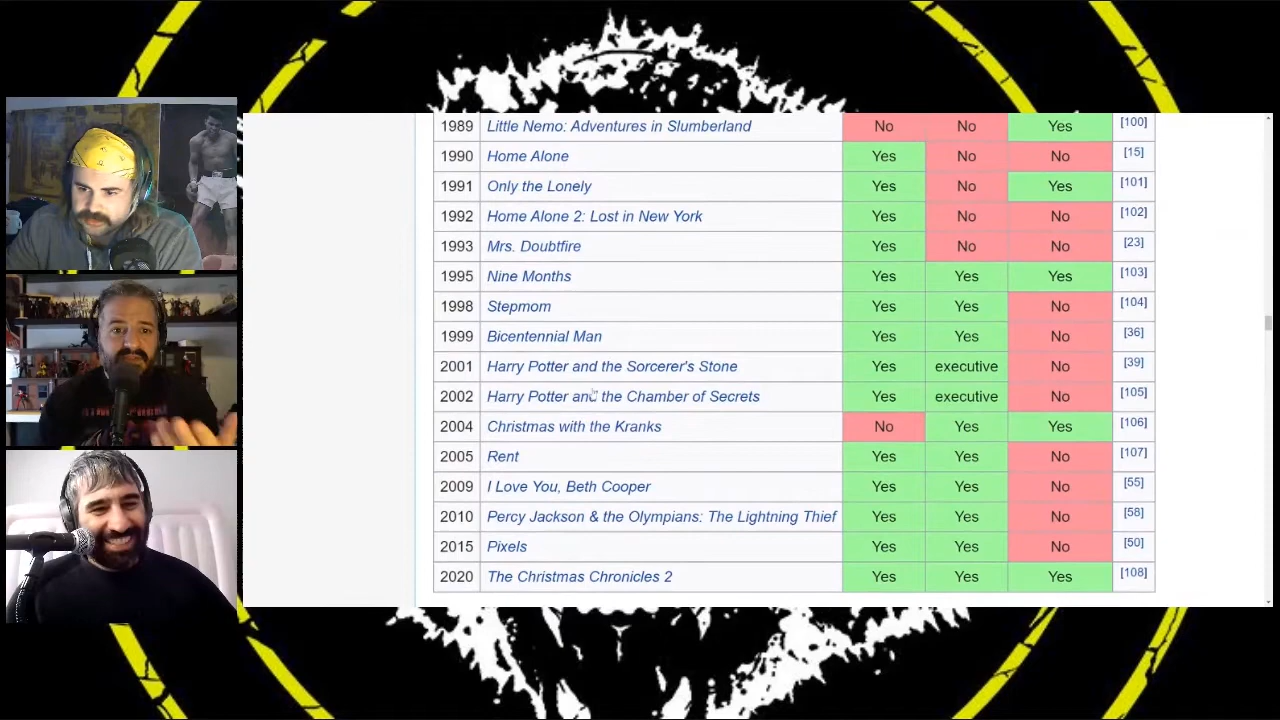 1989 Little Nemo: Adventures in Slumberland No No Yes [100]
1990 Home Alone Yes No No [15]
1991 Only the Lonely Yes No Yes [101]
1992 Home Alone 2: Lost in New York Yes No No [102]
1993 Mrs. Doubtfire Yes No No [23]
1995 Nine Months Yes Yes Yes [103]
1998 Stepmom Yes Yes No [104]
1999 Bicentennial Man Yes Yes No [36]
2001 Harry Potter and the Sorcerer's Stone Yes executive No [39]
2002 Harry Potter and the Chamber of Secrets Yes executive No [105]
2004 Christmas with the Kranks No Yes Yes [106]
2005 Rent Yes Yes No [107]
2009 I Love You, Beth Cooper Yes Yes No [55]
2010 Percy Jackson & the Olympians: The Lightning Thief Yes Yes No [58]
2015 Pixels Yes Yes No [50]
2020 The Christmas Chronicles 2 Yes Yes Yes [108]